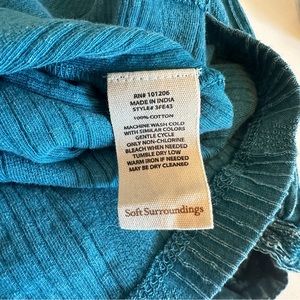 RN# 101206
MADE IN INDIA
STYLE# 3FE43
100% COTTON
MACHINE WASH COLD
WITH SIMILAR COLORS
GENTLE CYCLE
ONLY NON-CHLORINE
BLEACH WHEN NEEDED
TUMBLE DRY LOW
WARM IRON IF NEEDED
MAY BE DRY CLEANED
Soft Surroundings